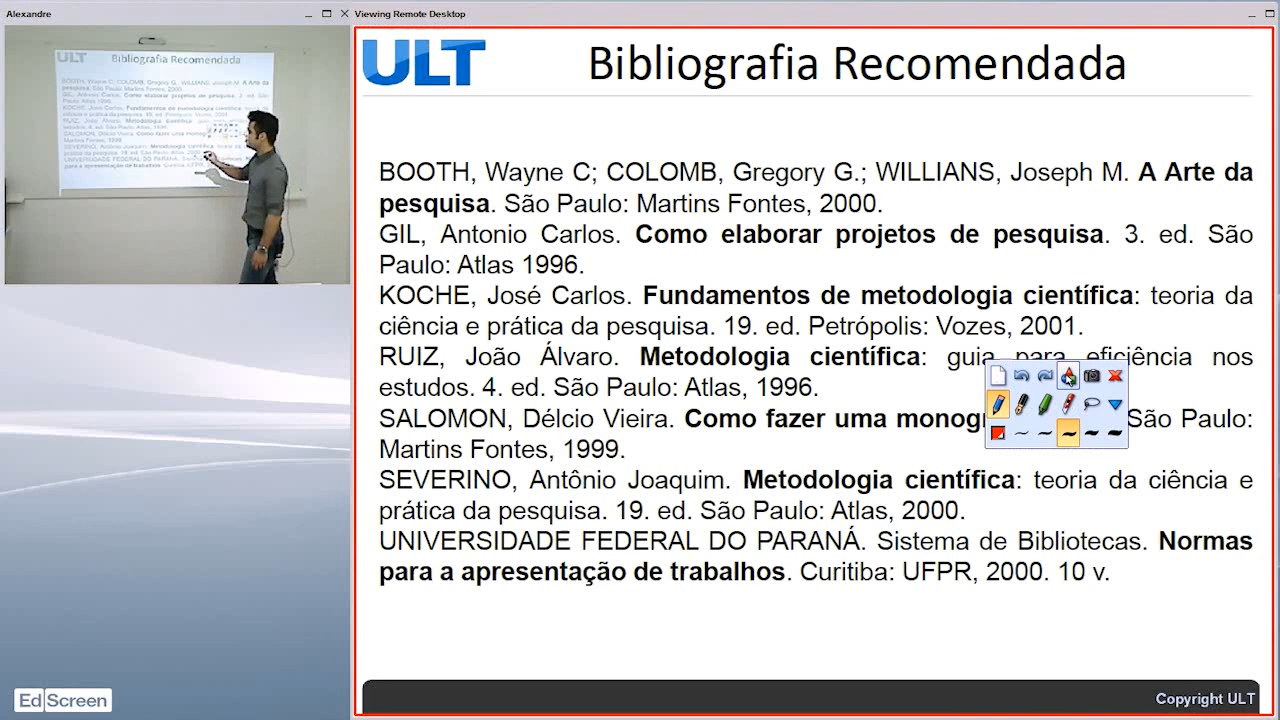 Alexandre
Viewing Remote Desktop
ULT
Bibliografia Recomendada
BOOTH, Wayne C; COLOMB, Gregory G.; WILLIANS, Joseph M. A Arte da
pesquisa. São Paulo: Martins Fontes, 2000.
GIL, Antonio Carlos. Como elaborar projetos de pesquisa. 3. ed. São
Paulo: Atlas 1996.
KOCHE, José Carlos. Fundamentos de metodologia científica: teoria da
ciência e prática da pesquisa. 19. ed. Petrópolis: Vozes, 2001.
RUIZ, João Álvaro. Metodologia científica: guia para eficiência nos
estudos. 4. ed. São Paulo: Atlas, 1996.
SALOMON, Délcio Vieira. Como fazer uma monog São Paulo:
Martins Fontes, 1999.
SEVERINO, Antônio Joaquim. Metodologia científica: teoria da ciência e
prática da pesquisa. 19. ed. São Paulo: Atlas, 2000.
UNIVERSIDADE FEDERAL DO PARANÁ. Sistema de Bibliotecas. Normas
para a apresentação de trabalhos. Curitiba: UFPR, 2000. 10 v.
Copyright ULT
Ed Screen